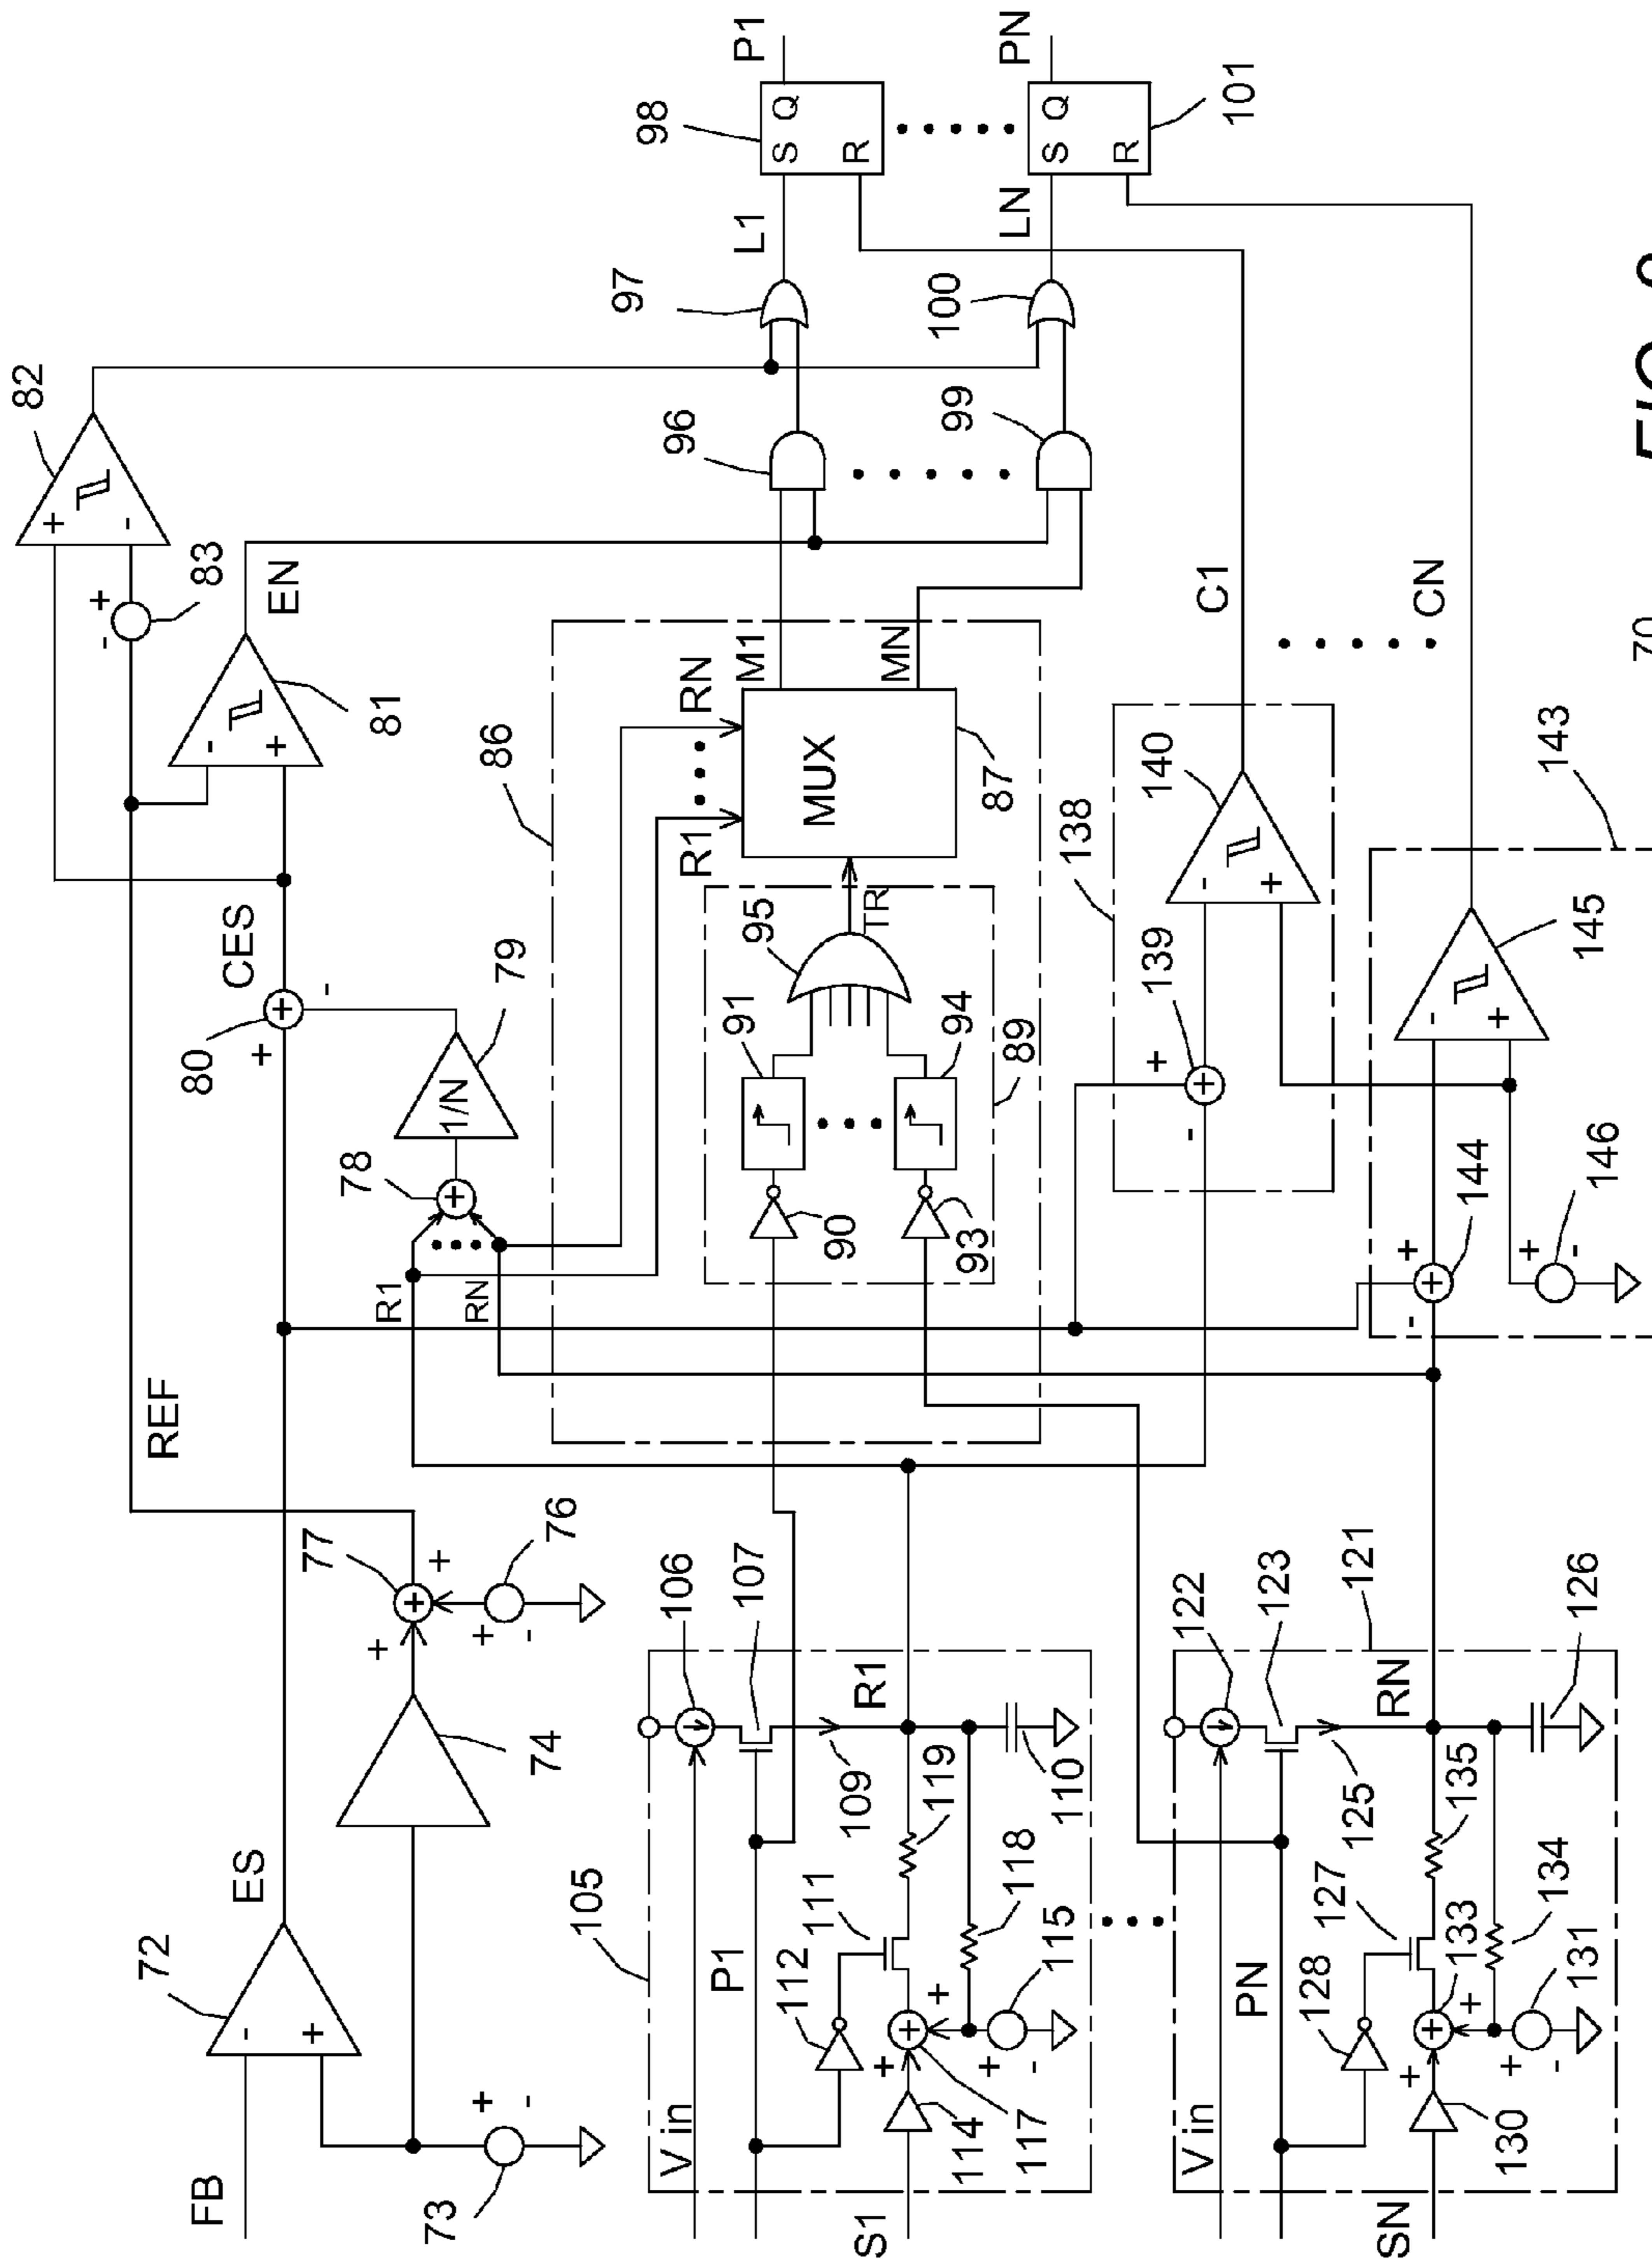 82
83
+
-
-
+
EN
81
-
+
REF
CES
80
+
-
79
1/N
78
R1
RN
72
ES
-
+
FB
73
+
-
74
77
+
+
76
+
-
86
R1
RN
M1
MN
MUX
87
95
TR
91
94
89
90
93
96
99
97
100
L1
LN
98
S
Q
R
P1
S
Q
R
PN
101
105
V in
106
107
P1
112
111
109
R1
119
118
110
114
117
115
+
+
+
-
S1
138
139
+
-
140
-
+
C1
CN
143
144
+
-
145
-
+
146
+
-
121
V in
122
123
PN
128
127
125
RN
135
134
126
130
133
131
+
+
+
-
SN
70